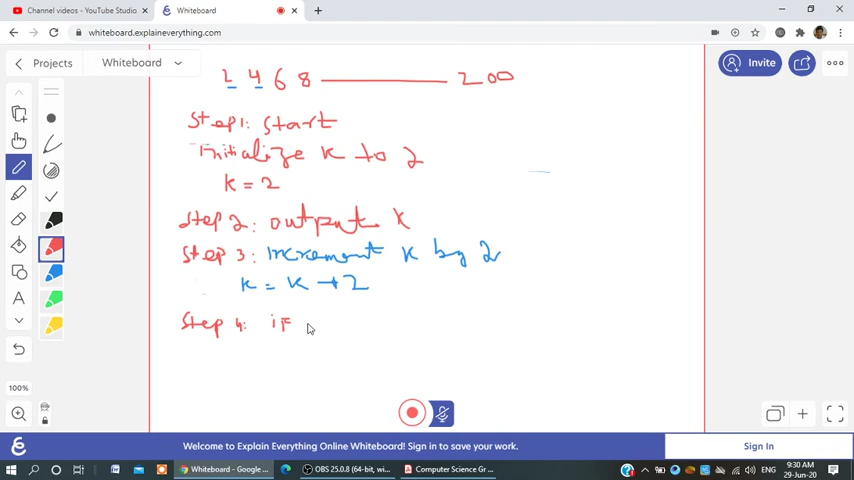 Channel videos - YouTube Studio
Whiteboard
whiteboard.explaineverything.com
Projects
Whiteboard
Invite
2 4 6 8 ——— 200
Step1: start
Initialize K to 2
K = 2
Step 2: output K
Step 3: increment K by 2
K = K + 2
Step 4: if
100%
Welcome to Explain Everything Online Whiteboard! Sign in to save your work.
Sign In
Whiteboard - Google ...
OBS 25.0.8 (64-bit, w...
Computer Science Gr ...
ENG
9:30 AM
29-Jun-20